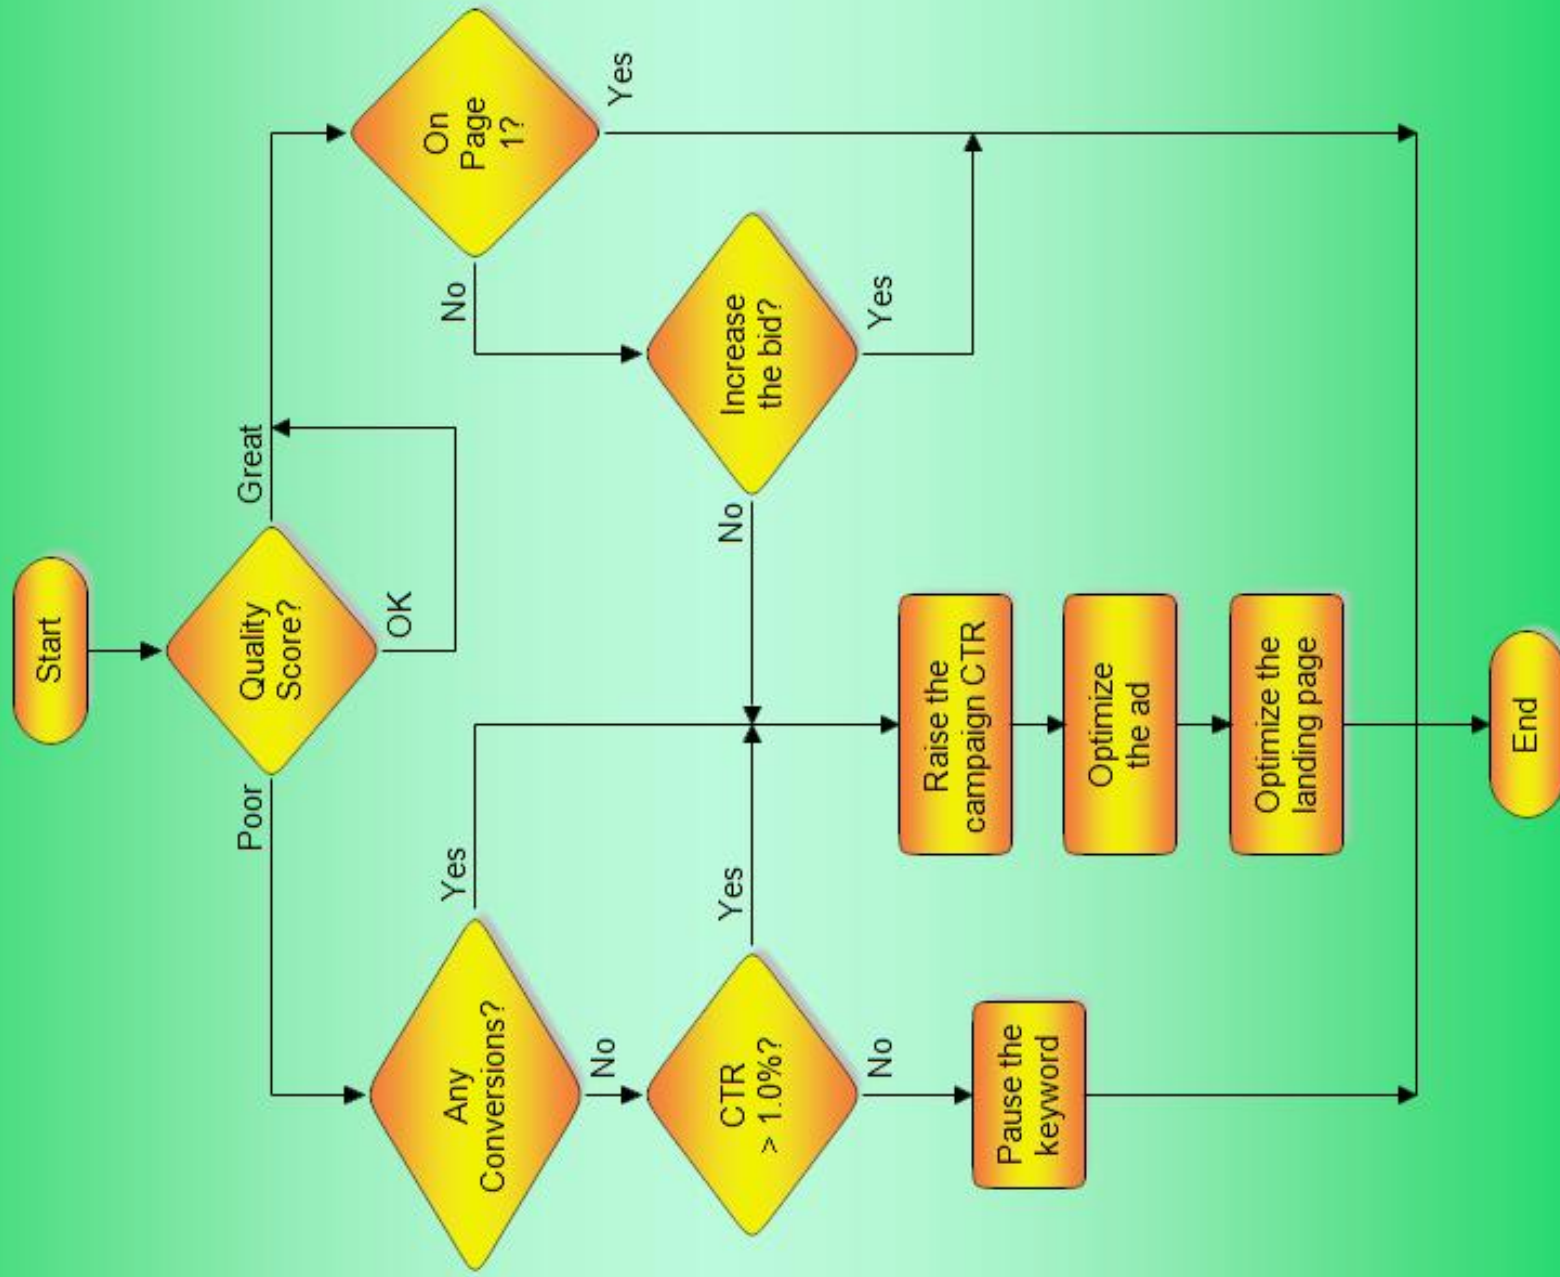 Start
Quality
Score?
Poor
Great
OK
Any
Conversions?
Yes
No
On
Page
1?
No
Yes
CTR
> 1.0%?
Yes
No
Increase
the bid?
No
Yes
Pause the
keyword
Raise the
campaign CTR
Optimize
the ad
Optimize the
landing page
End